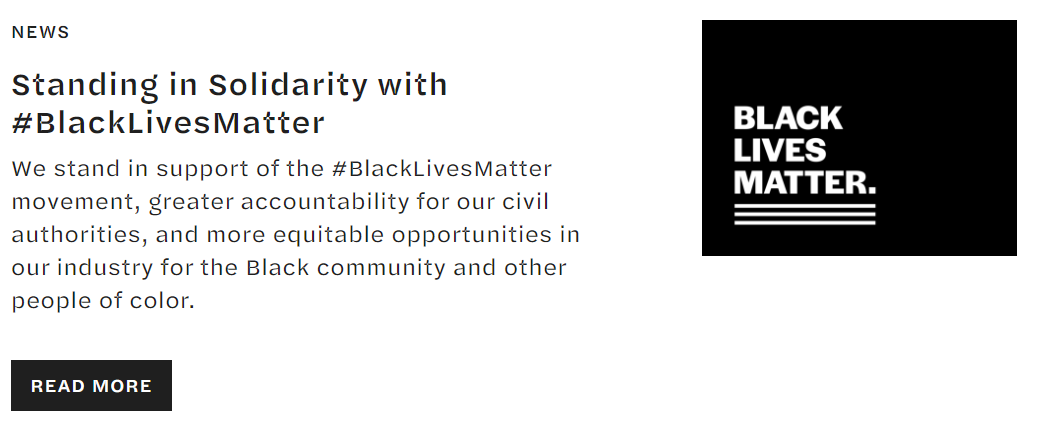 NEWS
Standing in Solidarity with
#BlackLivesMatter
We stand in support of the #BlackLivesMatter
movement, greater accountability for our civil
authorities, and more equitable opportunities in
our industry for the Black community and other
people of color.
READ MORE
BLACK
LIVES
MATTER.